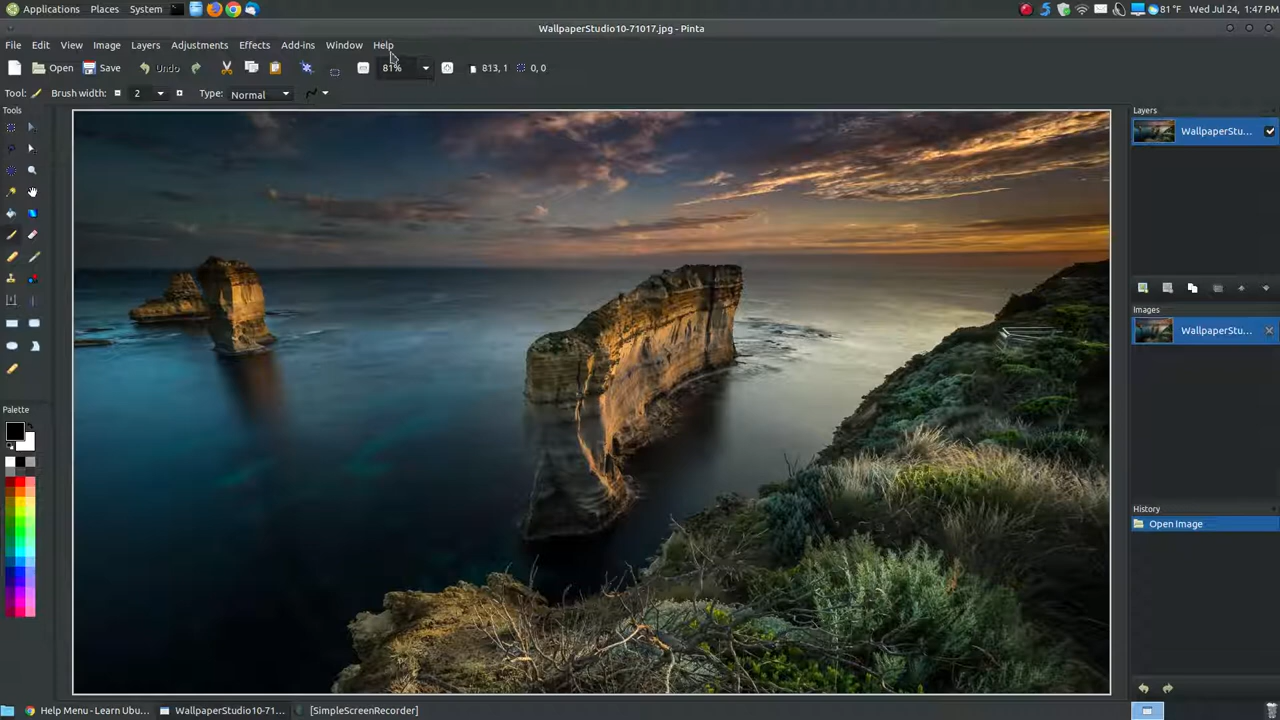 Applications Places System 81 °F Wed Jul 24, 1:47 PM
WallpaperStudio10-71017.jpg - Pinta
File Edit View Image Layers Adjustments Effects Add-ins Window Help
Open Save Undo 81% 813, 1 0, 0
Tool: Brush width: 2 Type: Normal
Tools
Layers
WallpaperStu...
Images
WallpaperStu...
Palette
History
Open Image
Help Menu - Learn Ubu... WallpaperStudio10-71... [SimpleScreenRecorder]